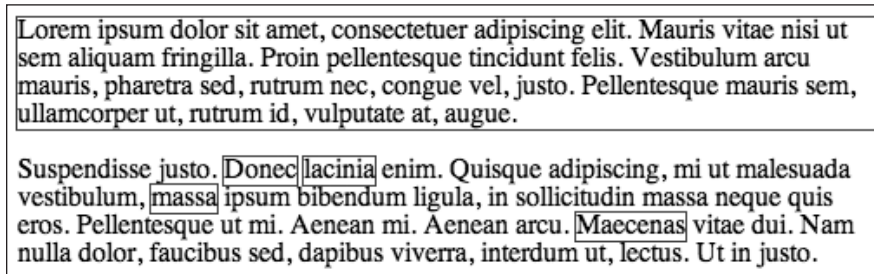 Lorem ipsum dolor sit amet, consectetuer adipiscing elit. Mauris vitae nisi ut
sem aliquam fringilla. Proin pellentesque tincidunt felis. Vestibulum arcu
mauris, pharetra sed, rutrum nec, congue vel, justo. Pellentesque mauris sem,
ullamcorper ut, rutrum id, vulputate at, augue.
Suspendisse justo. Donec lacinia enim. Quisque adipiscing, mi ut malesuada
vestibulum, massa ipsum bibendum ligula, in sollicitudin massa neque quis
eros. Pellentesque ut mi. Aenean mi. Aenean arcu. Maecenas vitae dui. Nam
nulla dolor, faucibus sed, dapibus viverra, interdum ut, lectus. Ut in justo.